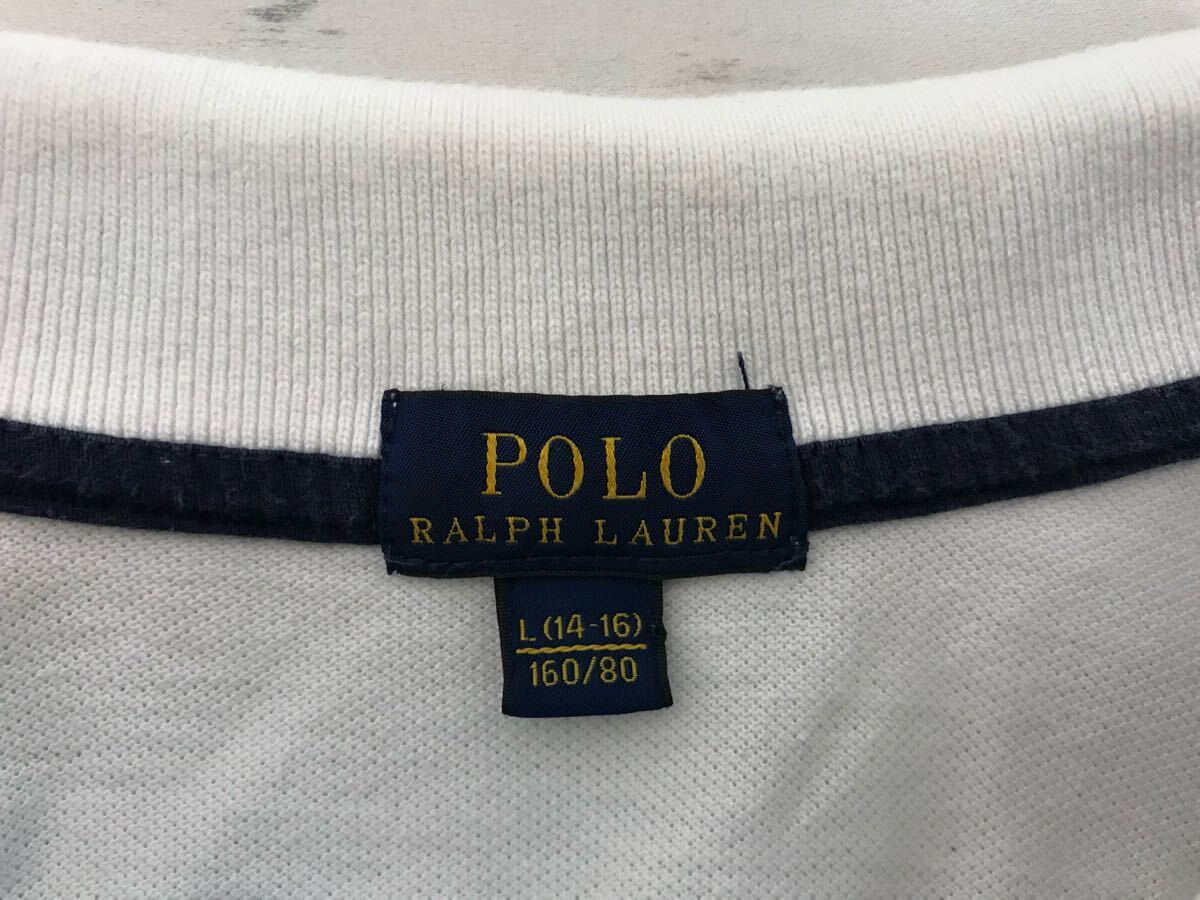 POLO
RALPH LAUREN
L (14-16)
160/80